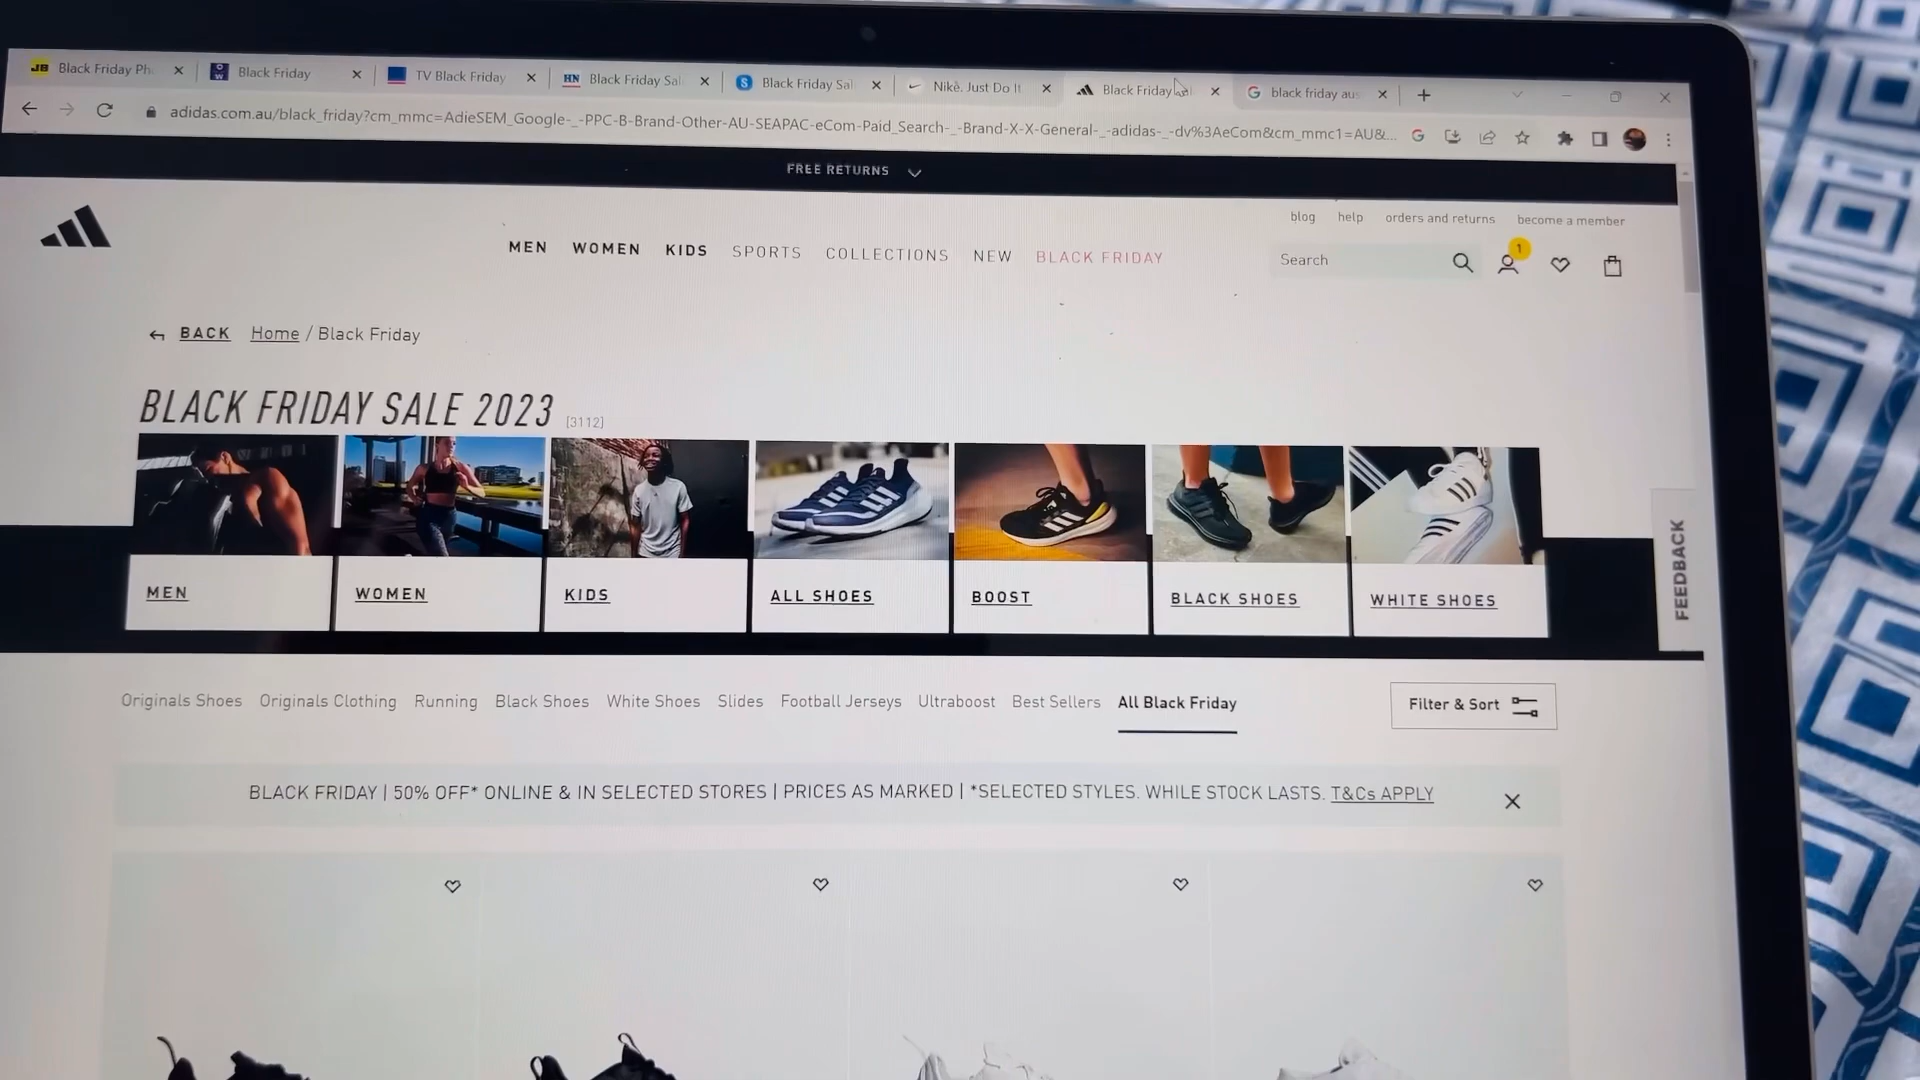 JB Black Friday Ph
OW Black Friday
TV Black Friday
HN Black Friday Sal
S Black Friday Sal
Nike. Just Do It
Black Friday
G black friday aus
adidas.com.au/black_friday?cm_mmc=AdieSEM_Google-_-PPC-B-Brand-Other-AU-SEAPAC-eCom-Paid_Search-_-Brand-X-X-General-_-adidas-_-dv%3AeCom&cm_mmc1=AU&...
FREE RETURNS
blog help orders and returns become a member
MEN WOMEN KIDS SPORTS COLLECTIONS NEW BLACK FRIDAY
Search
1
BACK Home / Black Friday
BLACK FRIDAY SALE 2023 [3112]
MEN
WOMEN
KIDS
ALL SHOES
BOOST
BLACK SHOES
WHITE SHOES
FEEDBACK
Originals Shoes Originals Clothing Running Black Shoes White Shoes Slides Football Jerseys Ultraboost Best Sellers All Black Friday
Filter & Sort
BLACK FRIDAY | 50% OFF* ONLINE & IN SELECTED STORES | PRICES AS MARKED | *SELECTED STYLES. WHILE STOCK LASTS. T&Cs APPLY